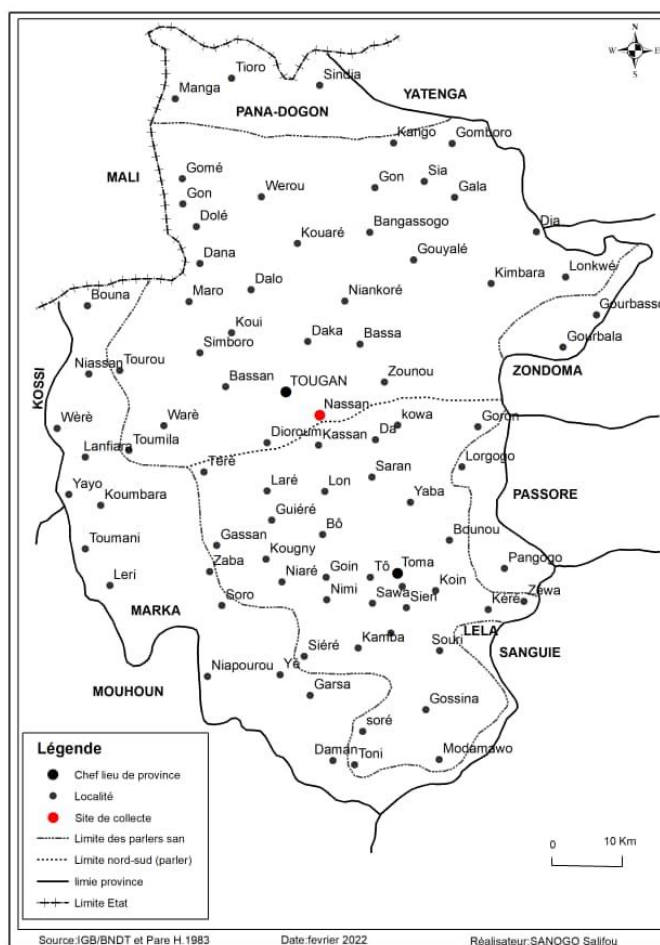 N
W E
S
Tioro
Sindia
Manga
YATENGA
PANA-DOGON
Kango Gomboro
MALI
Gomé
Sia
Gon
Werou
Gon
Gala
Dolé
Bangassogo
Dia
Kouaré
Dana
Gouyalé
Lonkwé
Kimbara
Dalo
Bouna
Maro
Niankoré
Gourbasso
Koui
Daka
Bassa
Gourbala
Simboro
Niassan
Tourou
ZONDOMA
KOSSI
Bassan
TOUGAN
Zounou
Nassan
Wèrè
Warè
kowa
Goron
Dioroum
Kassan
Da
Lanfiara
Toumila
Téré
Lorgogo
Saran
Yayo
Koumbara
Laré
Lon
Yaba
PASSORE
Guiéré
Bô
Bounou
Toumani
Gassan
Kougny
Zaba
Goin
Tô
Toma
Pangogo
Leri
Niaré
Koin
Zéwa
MARKA
Soro
Nimi
Sawa
Sien
Kéré
LELA
Siéré
Kamba
Souri
SANGUIE
MOUHOUN
Niapourou
Yé
Garsa
Gossina
soré
Daman
Toni
Modamawo
Légende
Chef lieu de province
Localité
Site de collecte
Limite des parlers san
Limite nord-sud (parler)
limie province
Limite Etat
0 10 Km
Source:IGB/BNDT et Pare H.1983 Date:fevrier 2022 Réalisateur:SANOGO Salifou